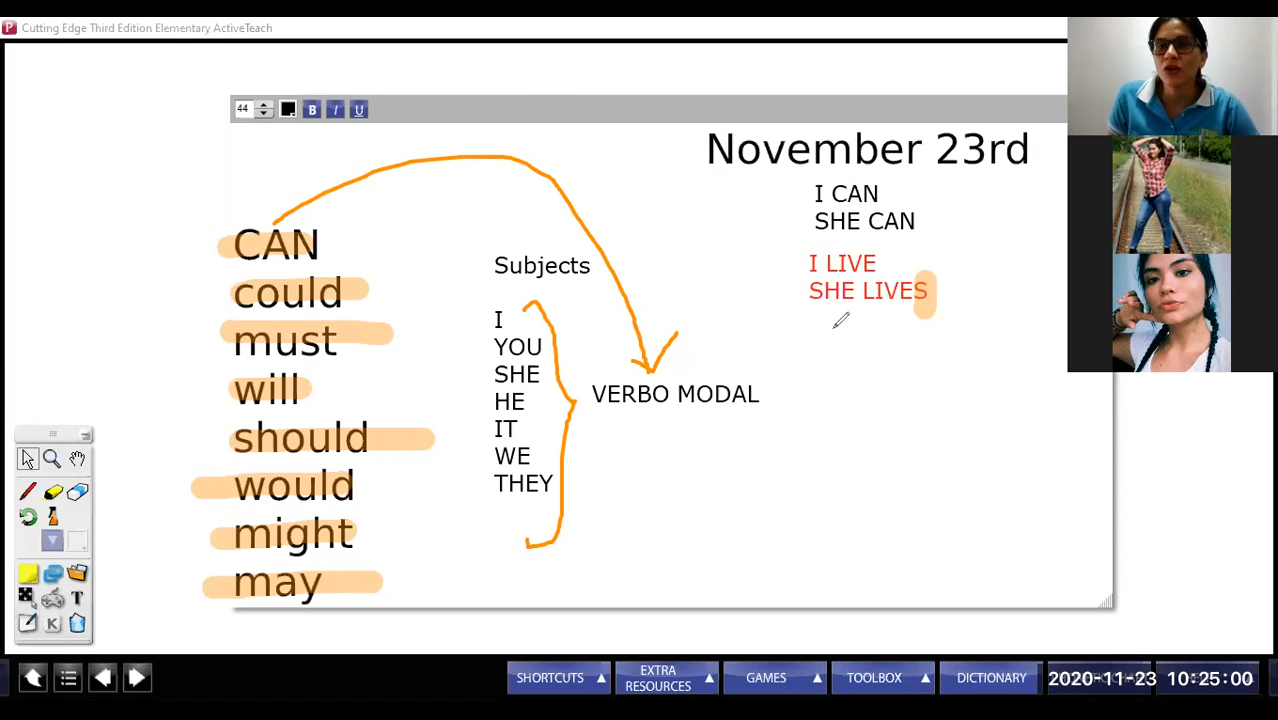 Cutting Edge Third Edition Elementary ActiveTeach
44 B I U
November 23rd
I CAN
SHE CAN
I LIVE
SHE LIVES
CAN
could
must
will
should
would
might
may
Subjects
I
YOU
SHE
HE
IT
WE
THEY
VERBO MODAL
T
K
SHORTCUTS
EXTRA
RESOURCES
GAMES
TOOLBOX
DICTIONARY
2020-11-23 10:25:00